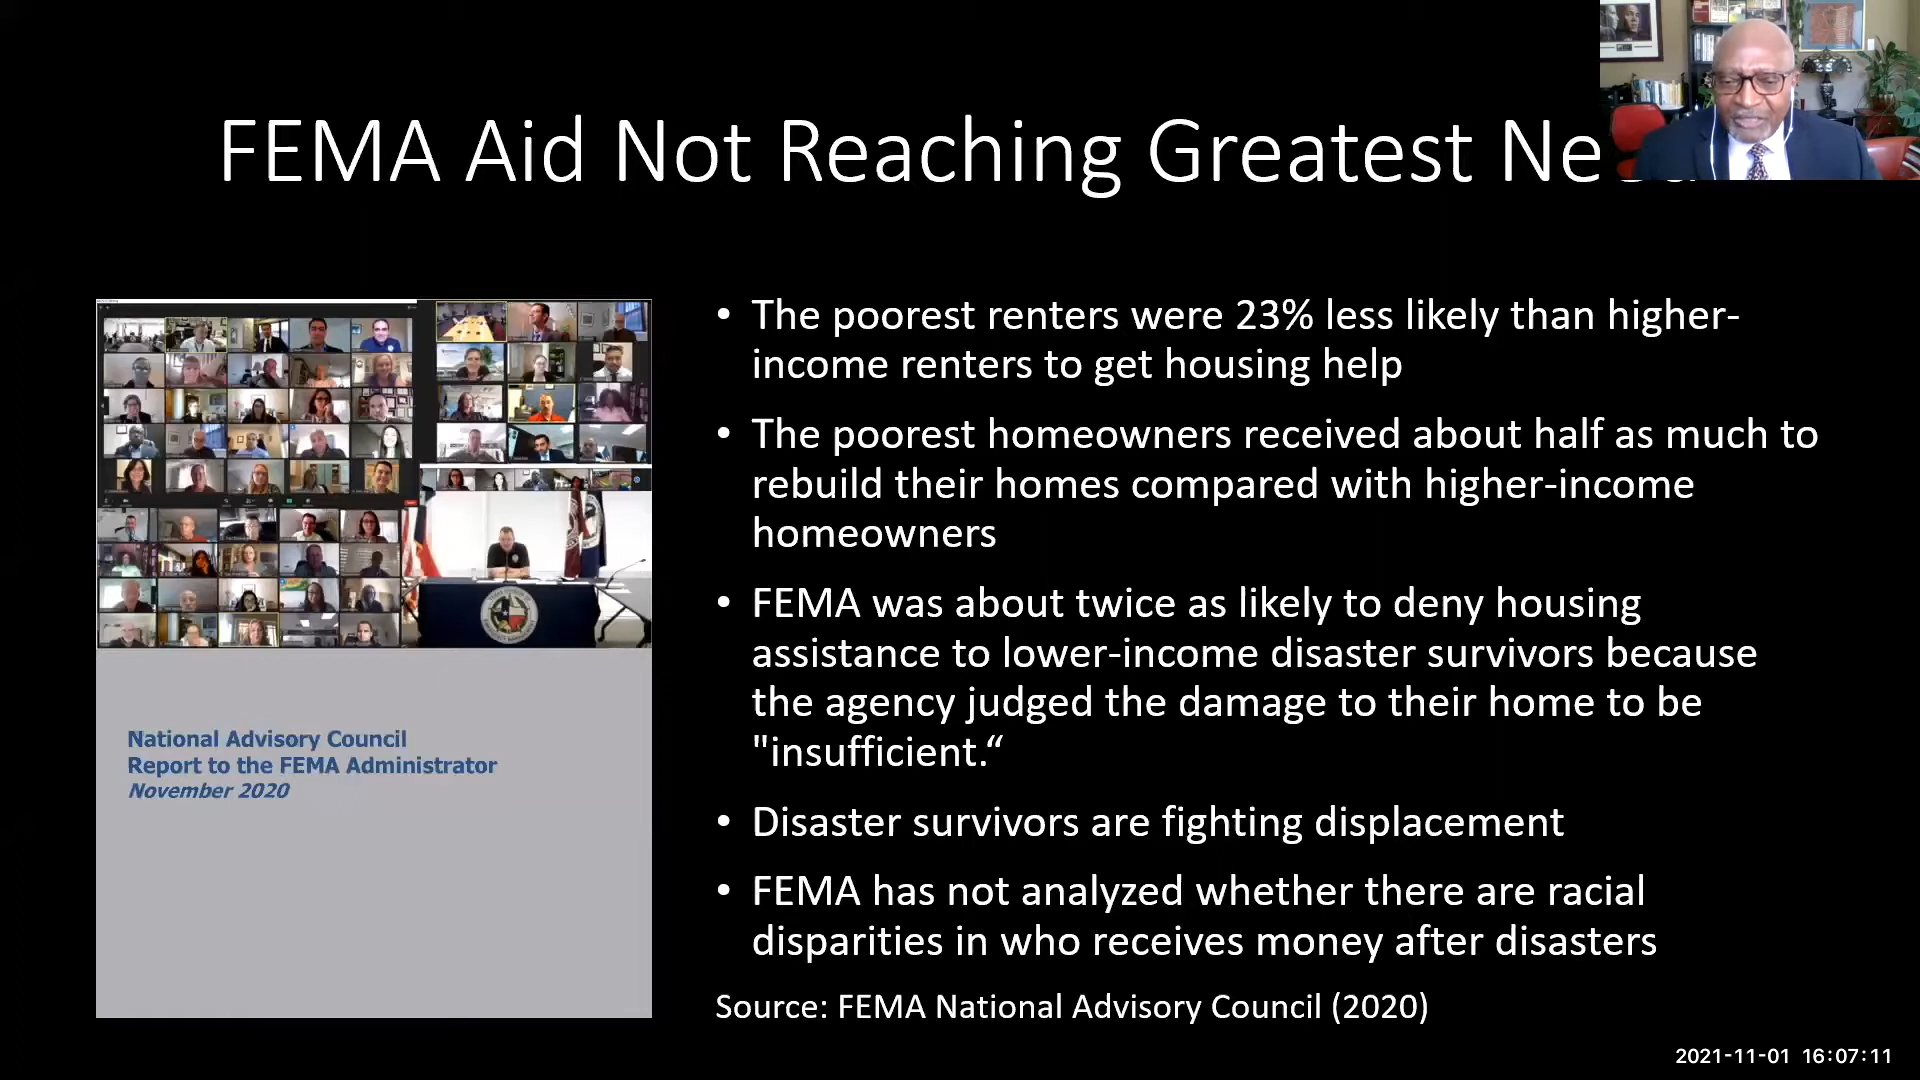 FEMA Aid Not Reaching Greatest Need
• The poorest renters were 23% less likely than higher-
income renters to get housing help
• The poorest homeowners received about half as much to
rebuild their homes compared with higher-income
homeowners
• FEMA was about twice as likely to deny housing
assistance to lower-income disaster survivors because
the agency judged the damage to their home to be
"insufficient.“
• Disaster survivors are fighting displacement
• FEMA has not analyzed whether there are racial
disparities in who receives money after disasters
Source: FEMA National Advisory Council (2020)
National Advisory Council
Report to the FEMA Administrator
November 2020
2021-11-01 16:07:11